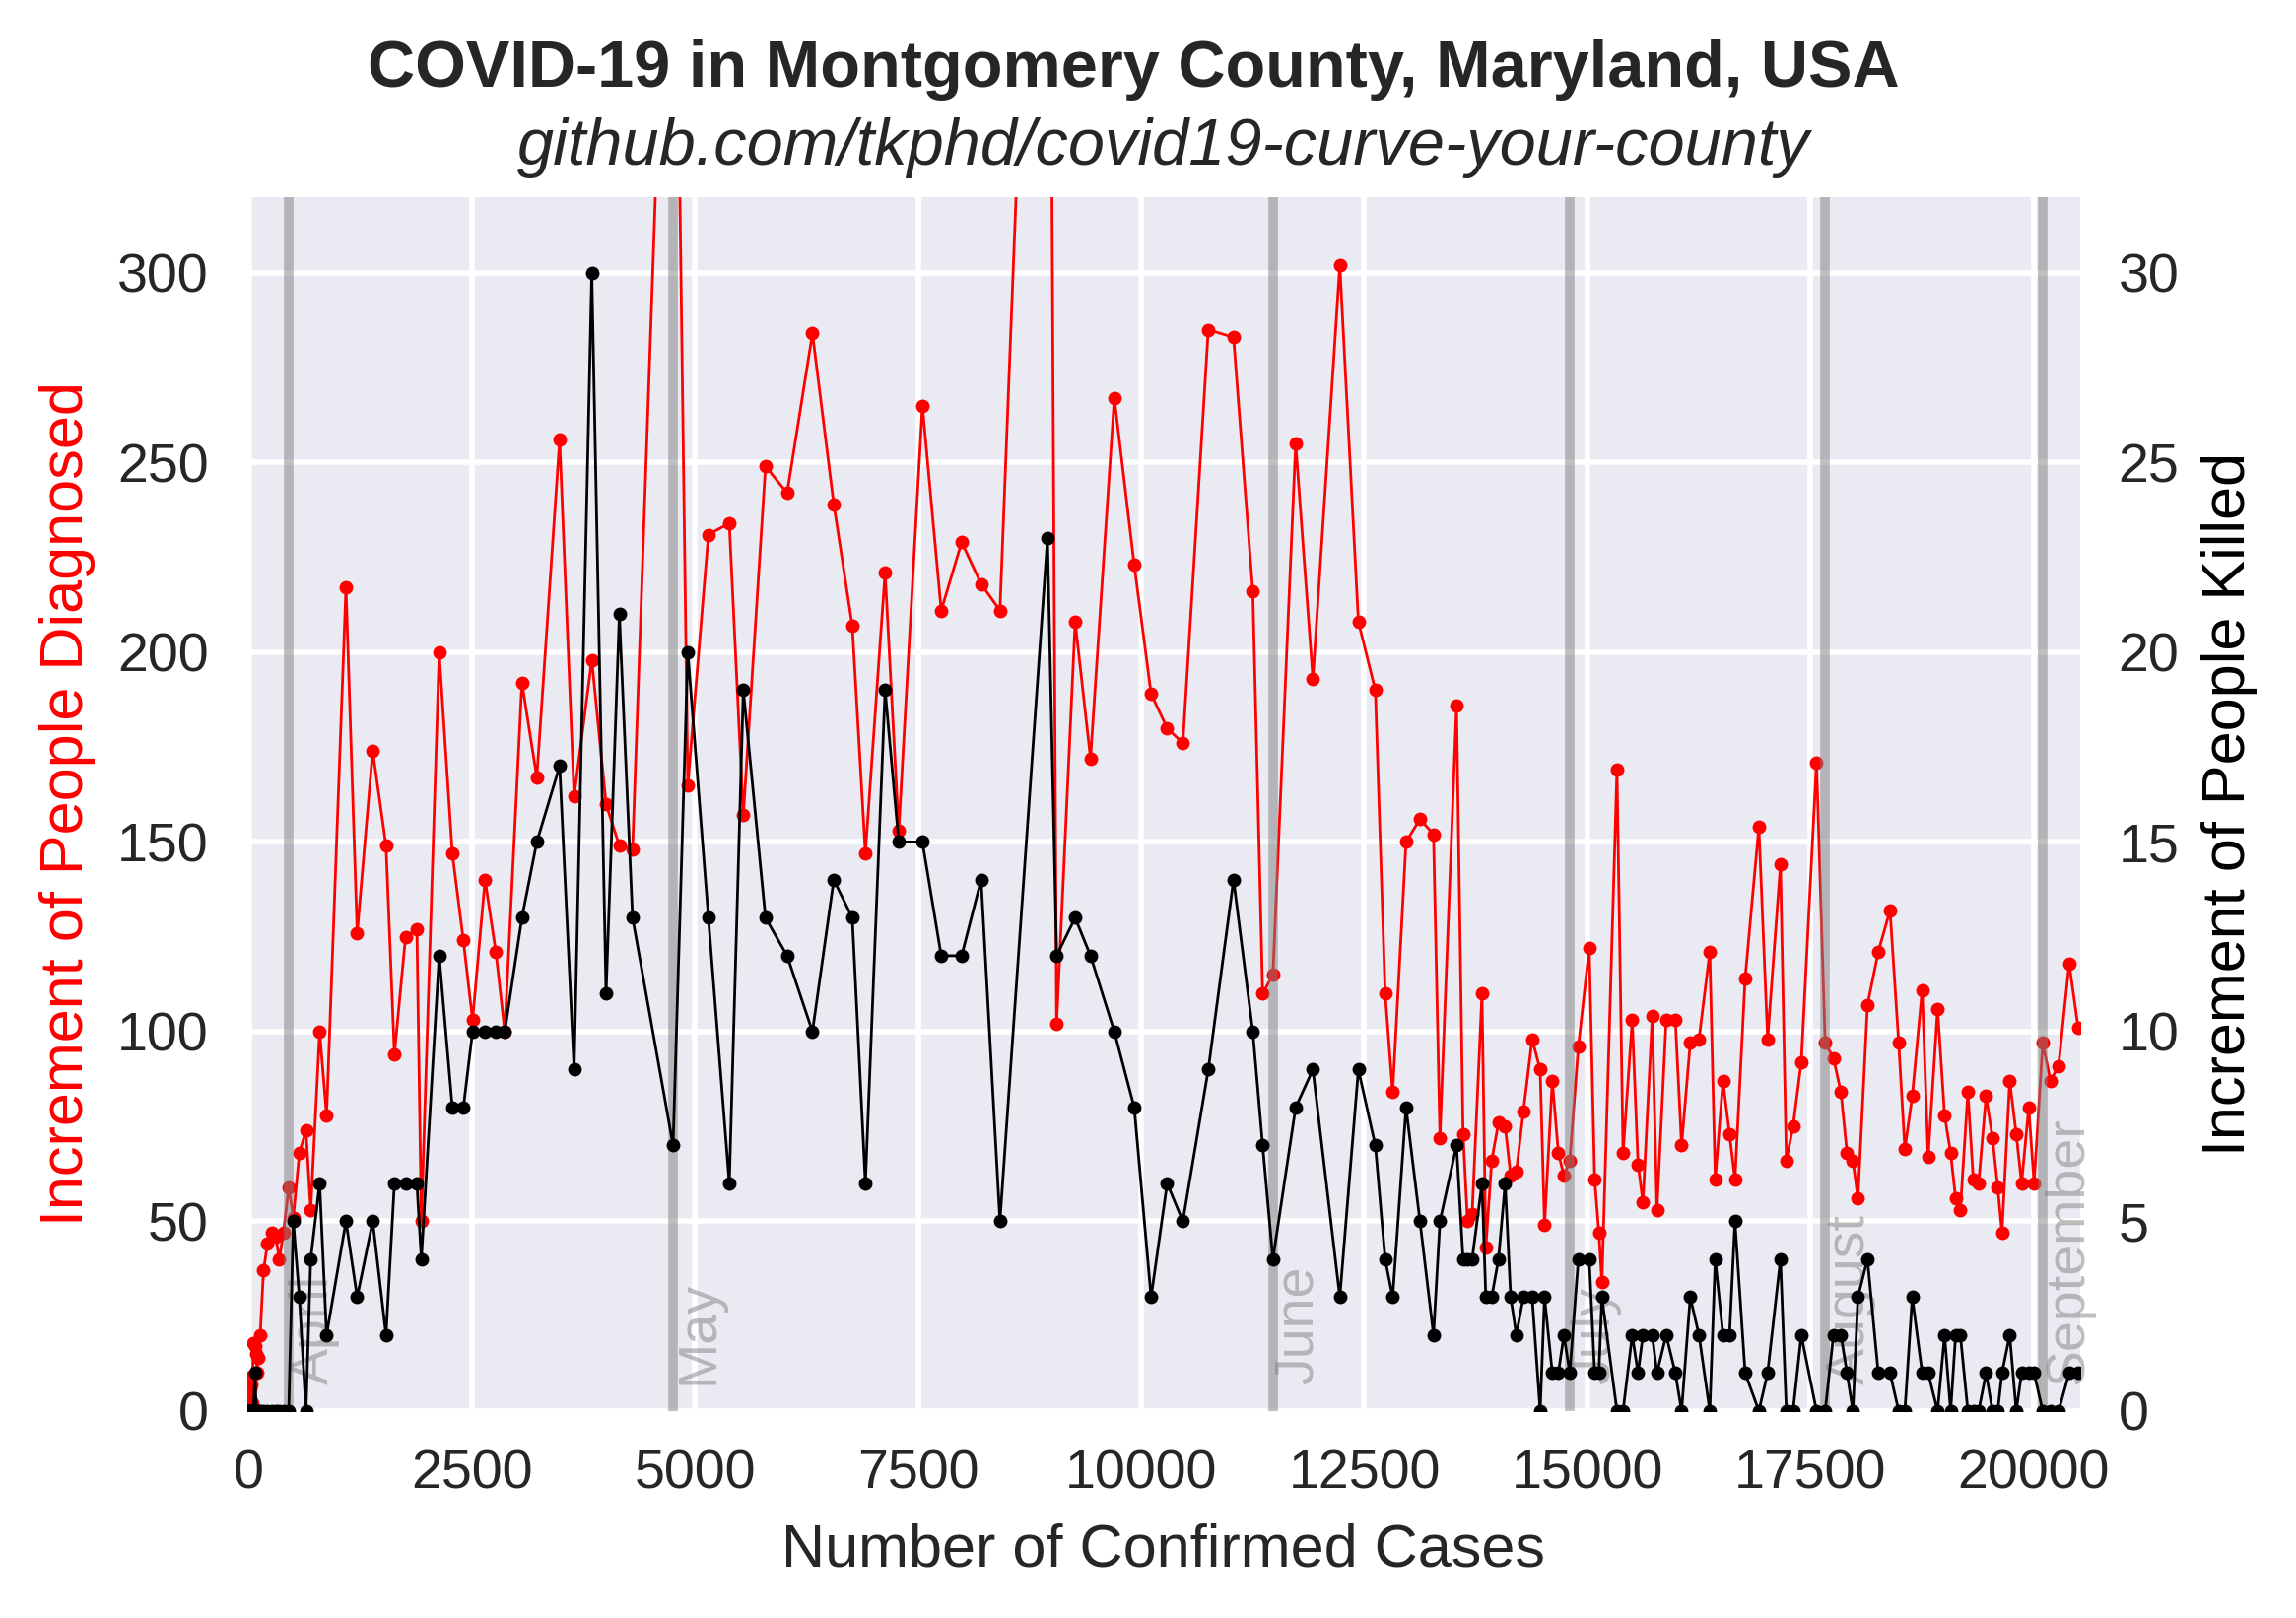 COVID-19 in Montgomery County, Maryland, USA
github.com/tkphd/covid19-curve-your-county
Increment of People Diagnosed
300
250
200
150
100
50
0
30
25
20
15
10
5
0
Increment of People Killed
April
May
June
July
August
September
0 2500 5000 7500 10000 12500 15000 17500 20000
Number of Confirmed Cases